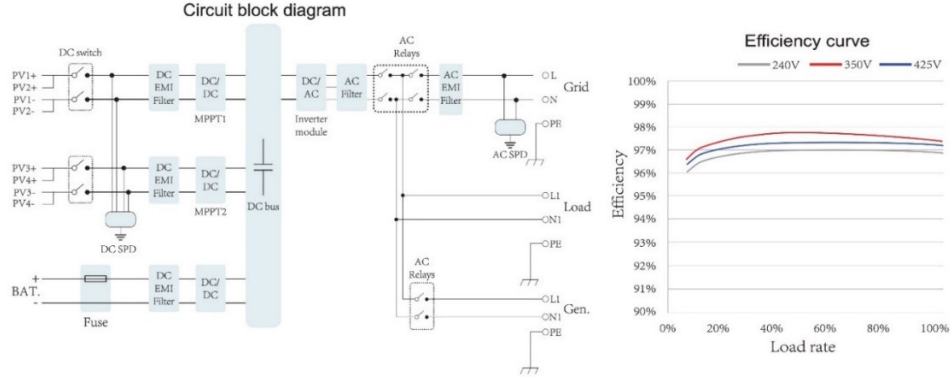 Circuit block diagram
DC switch
PV1+
PV2+
PV1-
PV2-
DC
EMI
Filter
DC/
DC
MPPT1
DC/
AC
Inverter
module
AC
Filter
AC
Relays
AC
EMI
Filter
L
N
Grid
PE
AC SPD
PV3+
PV4+
PV3-
PV4-
DC SPD
DC
EMI
Filter
DC/
DC
MPPT2
DC bus
L1
Load
N1
PE
BAT.
+
-
Fuse
DC
EMI
Filter
DC/
DC
AC
Relays
L1
Gen.
N1
PE
Efficiency curve
240V 350V 425V
100%
99%
98%
97%
96%
95%
94%
93%
92%
91%
90%
Efficiency
0% 20% 40% 60% 80% 100%
Load rate